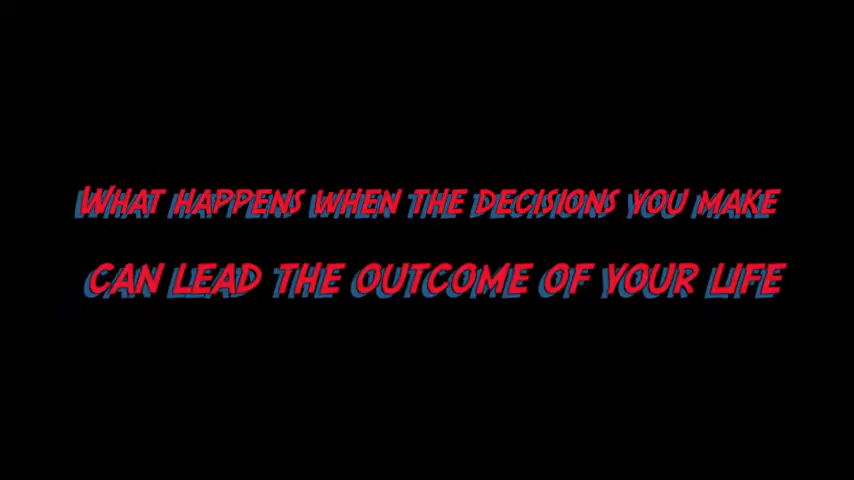 What happens when the decisions you make
can lead the outcome of your life